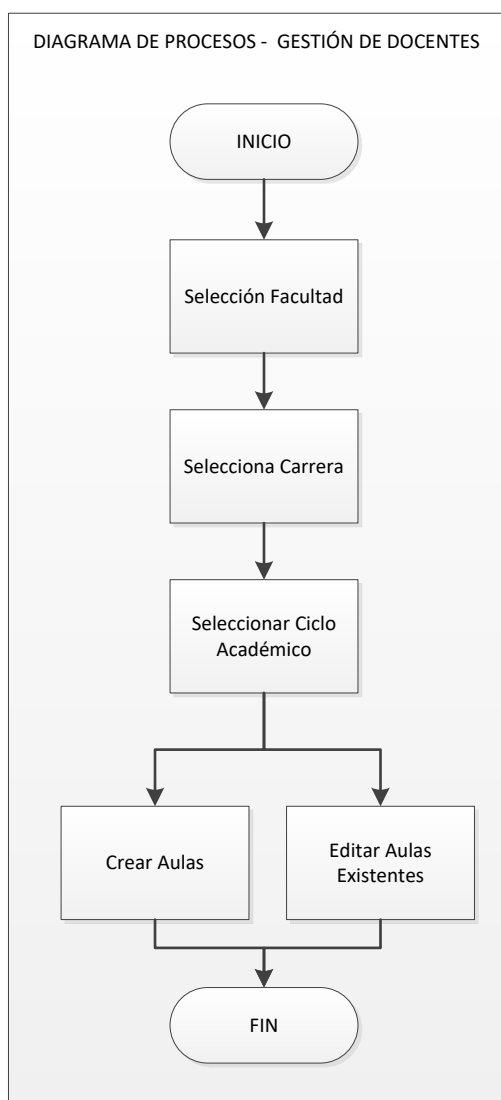 DIAGRAMA DE PROCESOS - GESTIÓN DE DOCENTES
INICIO
Selección Facultad
Selecciona Carrera
Seleccionar Ciclo
Académico
Crear Aulas
Editar Aulas
Existentes
FIN